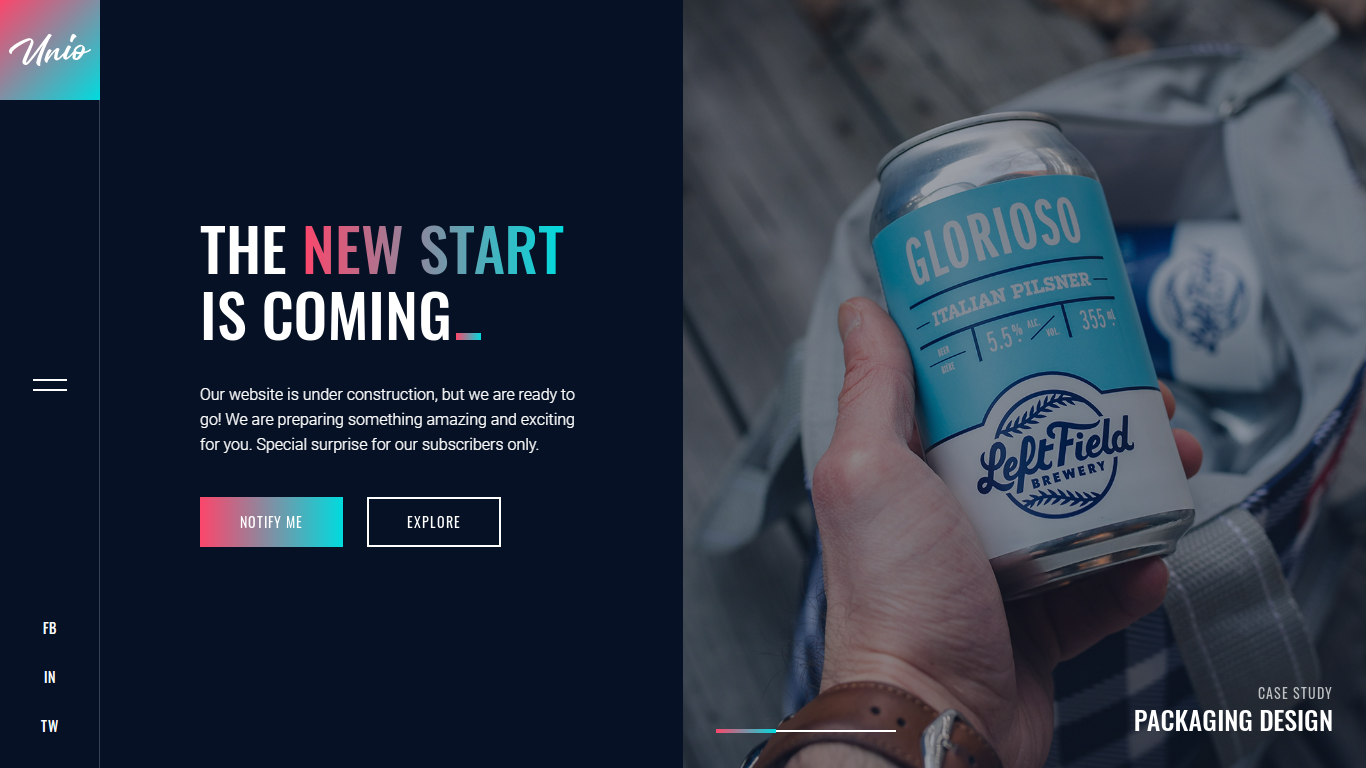 Unio
THE NEW START
IS COMING_
Our website is under construction, but we are ready to
go! We are preparing something amazing and exciting
for you. Special surprise for our subscribers only.
NOTIFY ME
EXPLORE
FB
IN
TW
GLORIOSO
ITALIAN PILSNER
BEER
BIÈRE
5.5% ALC. / VOL.
355 ml
LeftField
BREWERY
Left Field
CASE STUDY
PACKAGING DESIGN